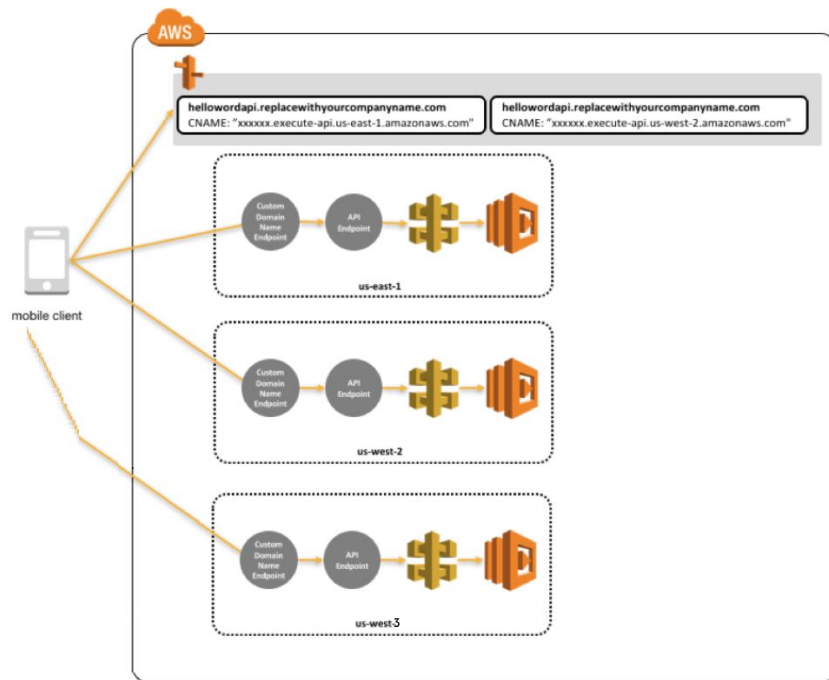 AWS
hellowordapi.replacewithyourcompanyname.com
CNAME: "xxxxxx.execute-api.us-east-1.amazonaws.com"
hellowordapi.replacewithyourcompanyname.com
CNAME: "xxxxxx.execute-api.us-west-2.amazonaws.com"
mobile client
Custom
Domain
Name
Endpoint
API
Endpoint
us-east-1
Custom
Domain
Name
Endpoint
API
Endpoint
us-west-2
Custom
Domain
Name
Endpoint
API
Endpoint
us-west-3